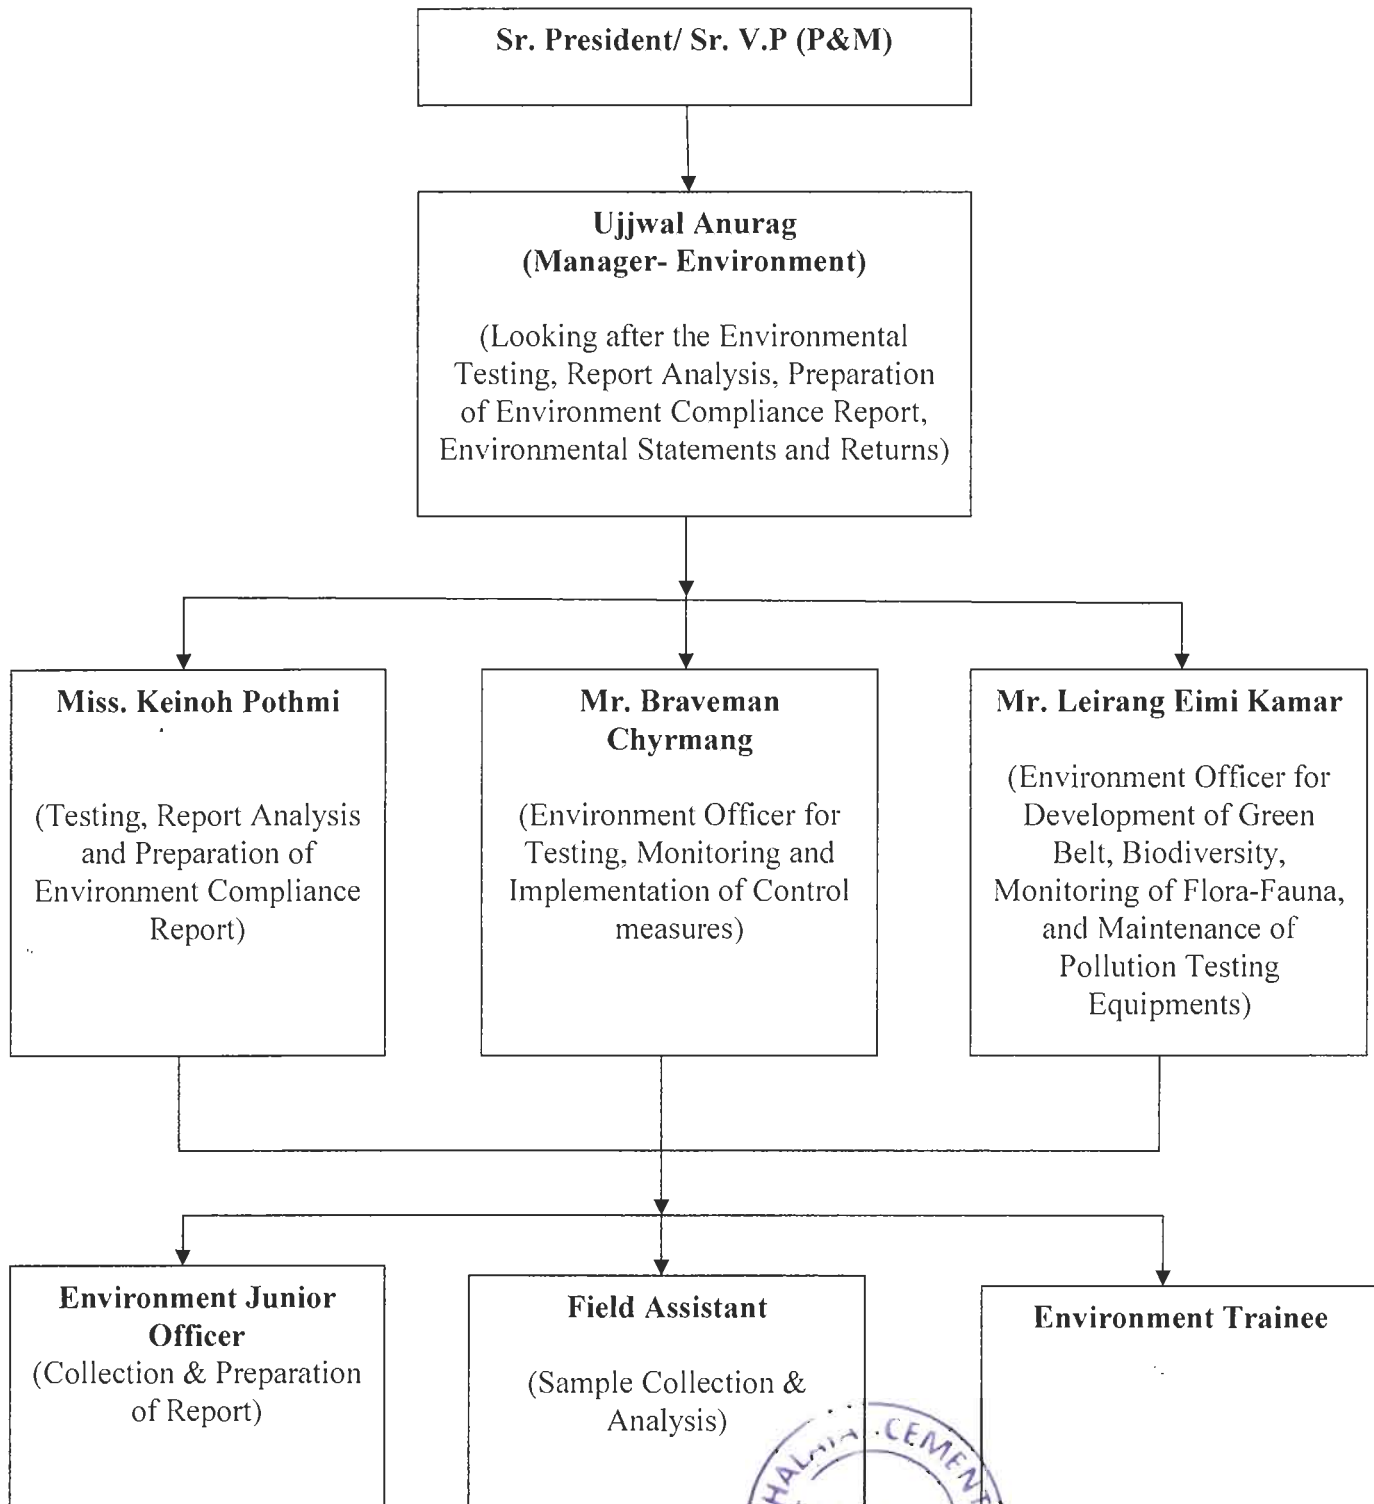 Sr. President/ Sr. V.P (P&M)
Ujjwal Anurag
(Manager- Environment)
(Looking after the Environmental
Testing, Report Analysis, Preparation
of Environment Compliance Report,
Environmental Statements and Returns)
Miss. Keinoh Pothmi
(Testing, Report Analysis
and Preparation of
Environment Compliance
Report)
Mr. Braveman
Chyrmang
(Environment Officer for
Testing, Monitoring and
Implementation of Control
measures)
Mr. Leirang Eimi Kamar
(Environment Officer for
Development of Green
Belt, Biodiversity,
Monitoring of Flora-Fauna,
and Maintenance of
Pollution Testing
Equipments)
Environment Junior
Officer
(Collection & Preparation
of Report)
Field Assistant
(Sample Collection &
Analysis)
Environment Trainee
CEMENT